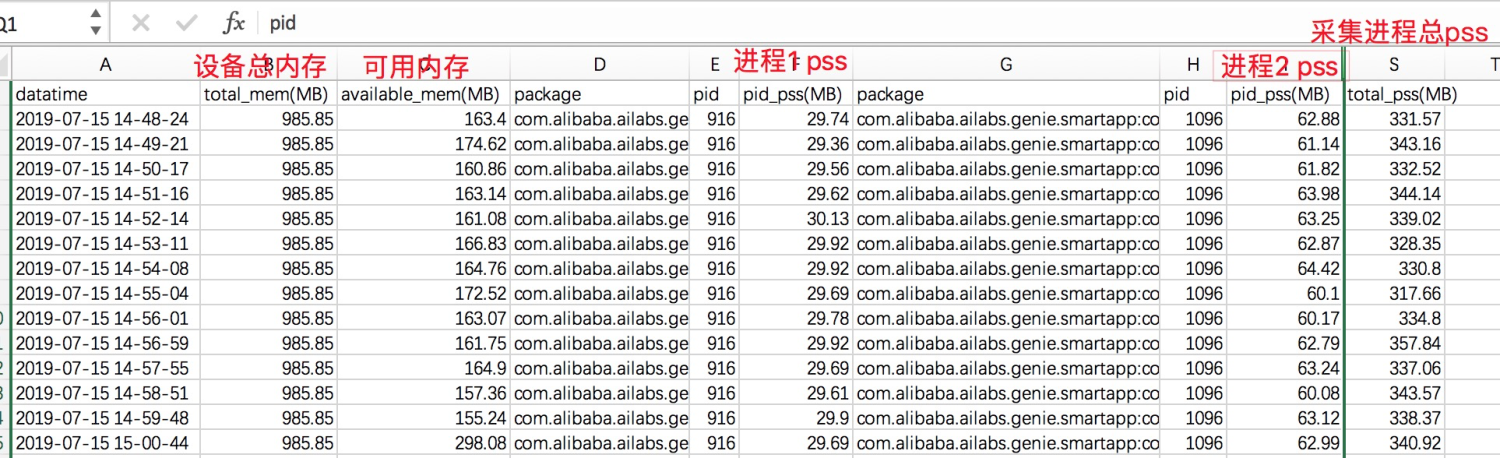 Q1 fx pid
采集进程总pss
A 设备总内存 可用内存 D E 进程1 pss G H 进程2 pss S T
datatime total_mem(MB) available_mem(MB) package pid pid_pss(MB) package pid pid_pss(MB) total_pss(MB)
2019-07-15 14-48-24 985.85 163.4 com.alibaba.ailabs.ge 916 29.74 com.alibaba.ailabs.genie.smartapp:co 1096 62.88 331.57
2019-07-15 14-49-21 985.85 174.62 com.alibaba.ailabs.ge 916 29.36 com.alibaba.ailabs.genie.smartapp:co 1096 61.14 343.16
2019-07-15 14-50-17 985.85 160.86 com.alibaba.ailabs.ge 916 29.56 com.alibaba.ailabs.genie.smartapp:co 1096 61.82 332.52
2019-07-15 14-51-16 985.85 163.14 com.alibaba.ailabs.ge 916 29.62 com.alibaba.ailabs.genie.smartapp:co 1096 63.98 344.14
2019-07-15 14-52-14 985.85 161.08 com.alibaba.ailabs.ge 916 30.13 com.alibaba.ailabs.genie.smartapp:co 1096 63.25 339.02
2019-07-15 14-53-11 985.85 166.83 com.alibaba.ailabs.ge 916 29.92 com.alibaba.ailabs.genie.smartapp:co 1096 62.87 328.35
2019-07-15 14-54-08 985.85 164.76 com.alibaba.ailabs.ge 916 29.92 com.alibaba.ailabs.genie.smartapp:co 1096 64.42 330.8
2019-07-15 14-55-04 985.85 172.52 com.alibaba.ailabs.ge 916 29.69 com.alibaba.ailabs.genie.smartapp:co 1096 60.1 317.66
2019-07-15 14-56-01 985.85 163.07 com.alibaba.ailabs.ge 916 29.78 com.alibaba.ailabs.genie.smartapp:co 1096 60.17 334.8
2019-07-15 14-56-59 985.85 161.75 com.alibaba.ailabs.ge 916 29.92 com.alibaba.ailabs.genie.smartapp:co 1096 62.79 357.84
2019-07-15 14-57-55 985.85 164.9 com.alibaba.ailabs.ge 916 29.69 com.alibaba.ailabs.genie.smartapp:co 1096 63.24 337.06
2019-07-15 14-58-51 985.85 157.36 com.alibaba.ailabs.ge 916 29.61 com.alibaba.ailabs.genie.smartapp:co 1096 60.08 343.57
2019-07-15 14-59-48 985.85 155.24 com.alibaba.ailabs.ge 916 29.9 com.alibaba.ailabs.genie.smartapp:co 1096 63.12 338.37
2019-07-15 15-00-44 985.85 298.08 com.alibaba.ailabs.ge 916 29.69 com.alibaba.ailabs.genie.smartapp:co 1096 62.99 340.92